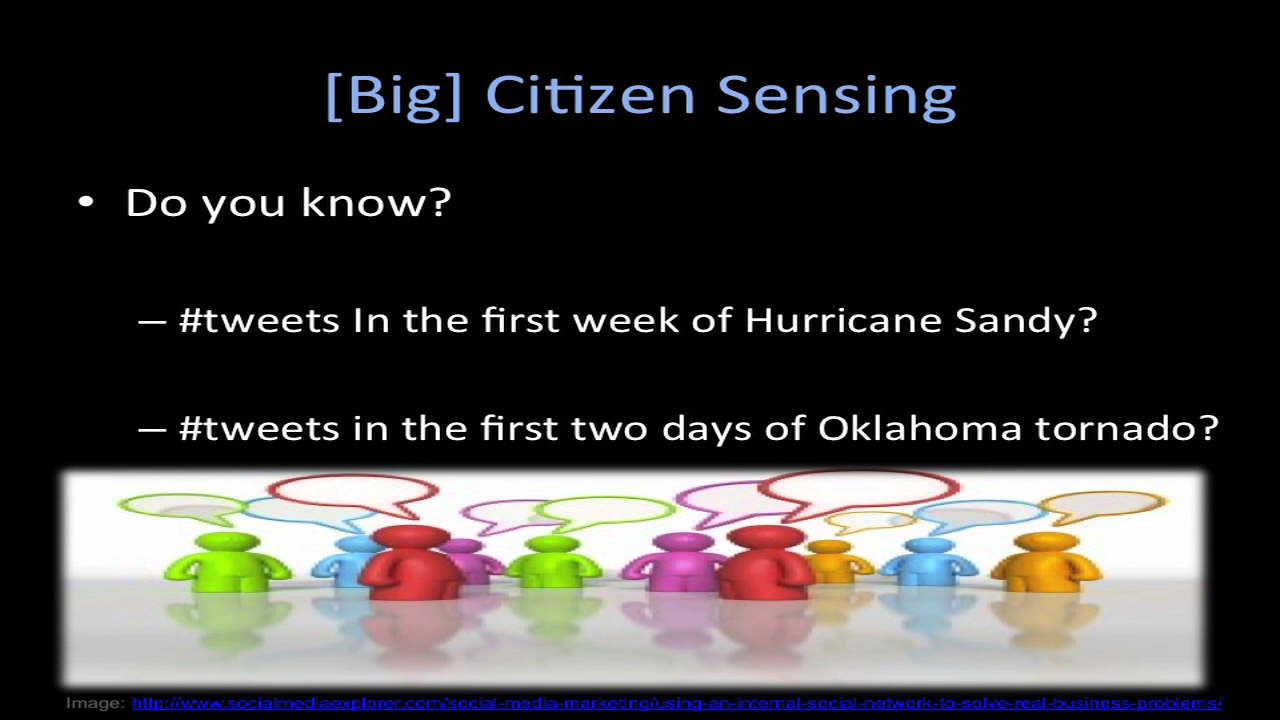 [Big] Citizen Sensing
• Do you know?
– #tweets In the first week of Hurricane Sandy?
– #tweets in the first two days of Oklahoma tornado?
Image: http://www.socialmediaexplorer.com/social-media-marketing/using-an-internal-social-network-to-solve-real-business-problems/